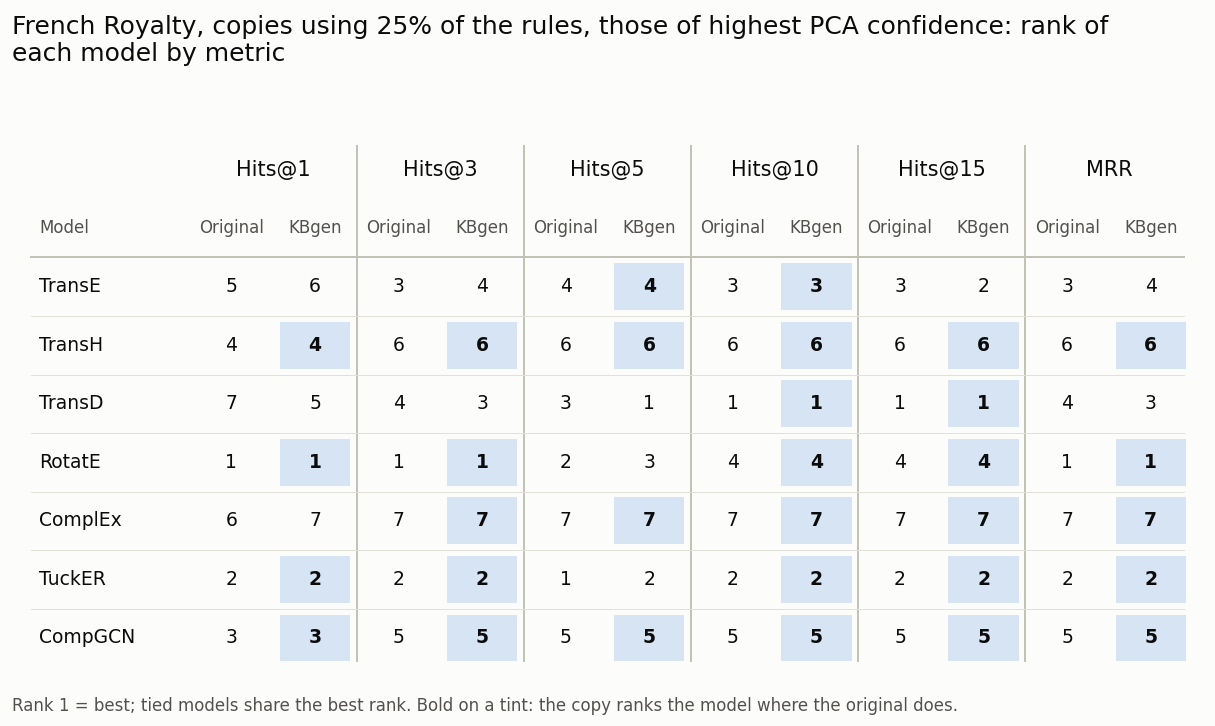 French Royalty, copies using 25% of the rules, those of highest PCA confidence: rank of
each model by metric
Hits@1 Hits@3 Hits@5 Hits@10 Hits@15 MRR
Model Original KBgen Original KBgen Original KBgen Original KBgen Original KBgen Original KBgen
TransE 5 6 3 4 4 4 3 3 3 2 3 4
TransH 4 4 6 6 6 6 6 6 6 6 6 6
TransD 7 5 4 3 3 1 1 1 1 1 4 3
RotatE 1 1 1 1 2 3 4 4 4 4 1 1
ComplEx 6 7 7 7 7 7 7 7 7 7 7 7
TuckER 2 2 2 2 1 2 2 2 2 2 2 2
CompGCN 3 3 5 5 5 5 5 5 5 5 5 5
Rank 1 = best; tied models share the best rank. Bold on a tint: the copy ranks the model where the original does.